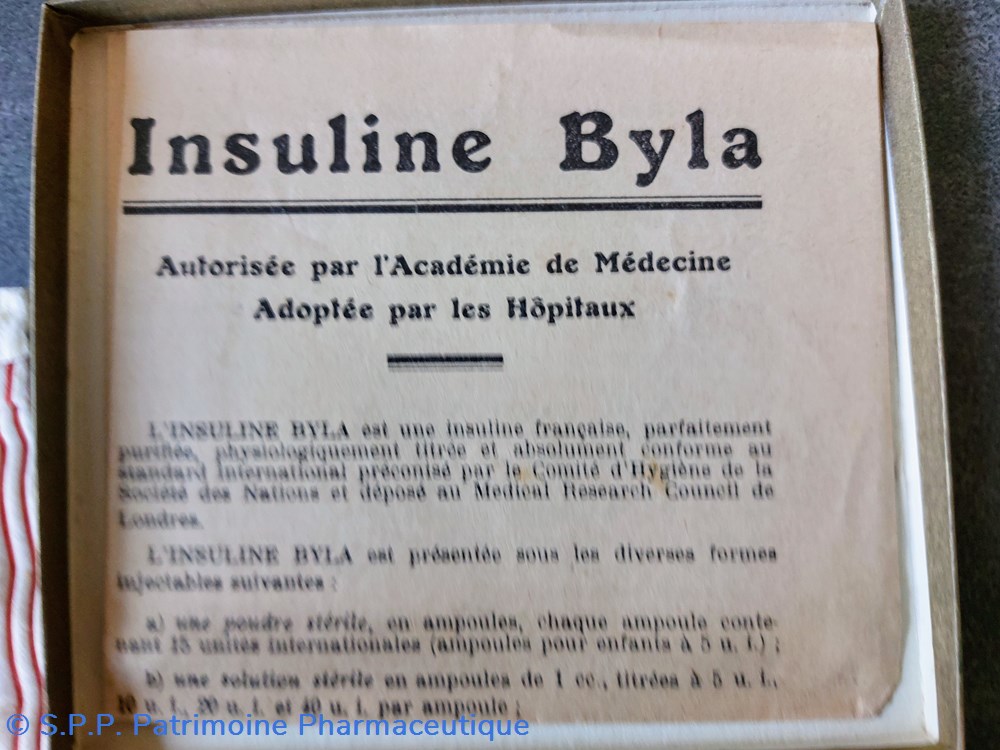 Insuline Byla
Autorisée par l'Académie de Médecine
Adoptée par les Hôpitaux
L'INSULINE BYLA est une insuline française, parfaitement
purifiée, physiologiquement titrée et absolument conforme au
standard international préconisé par le Comité d'Hygiène de la
Société des Nations et déposé au Medical Research Council de
Londres.
L'INSULINE BYLA est présentée sous les diverses formes
injectables suivantes :
a) une poudre stérile, en ampoules, chaque ampoule conte-
nant 15 unités internationales (ampoules pour enfants à 5 u. i.) ;
b) une solution stérile en ampoules de 1 cc., titrées à 5 u. i.,
10 u. i., 20 u. i. et 40 u. i. par ampoule ;
© S.P.P. Patrimoine Pharmaceutique